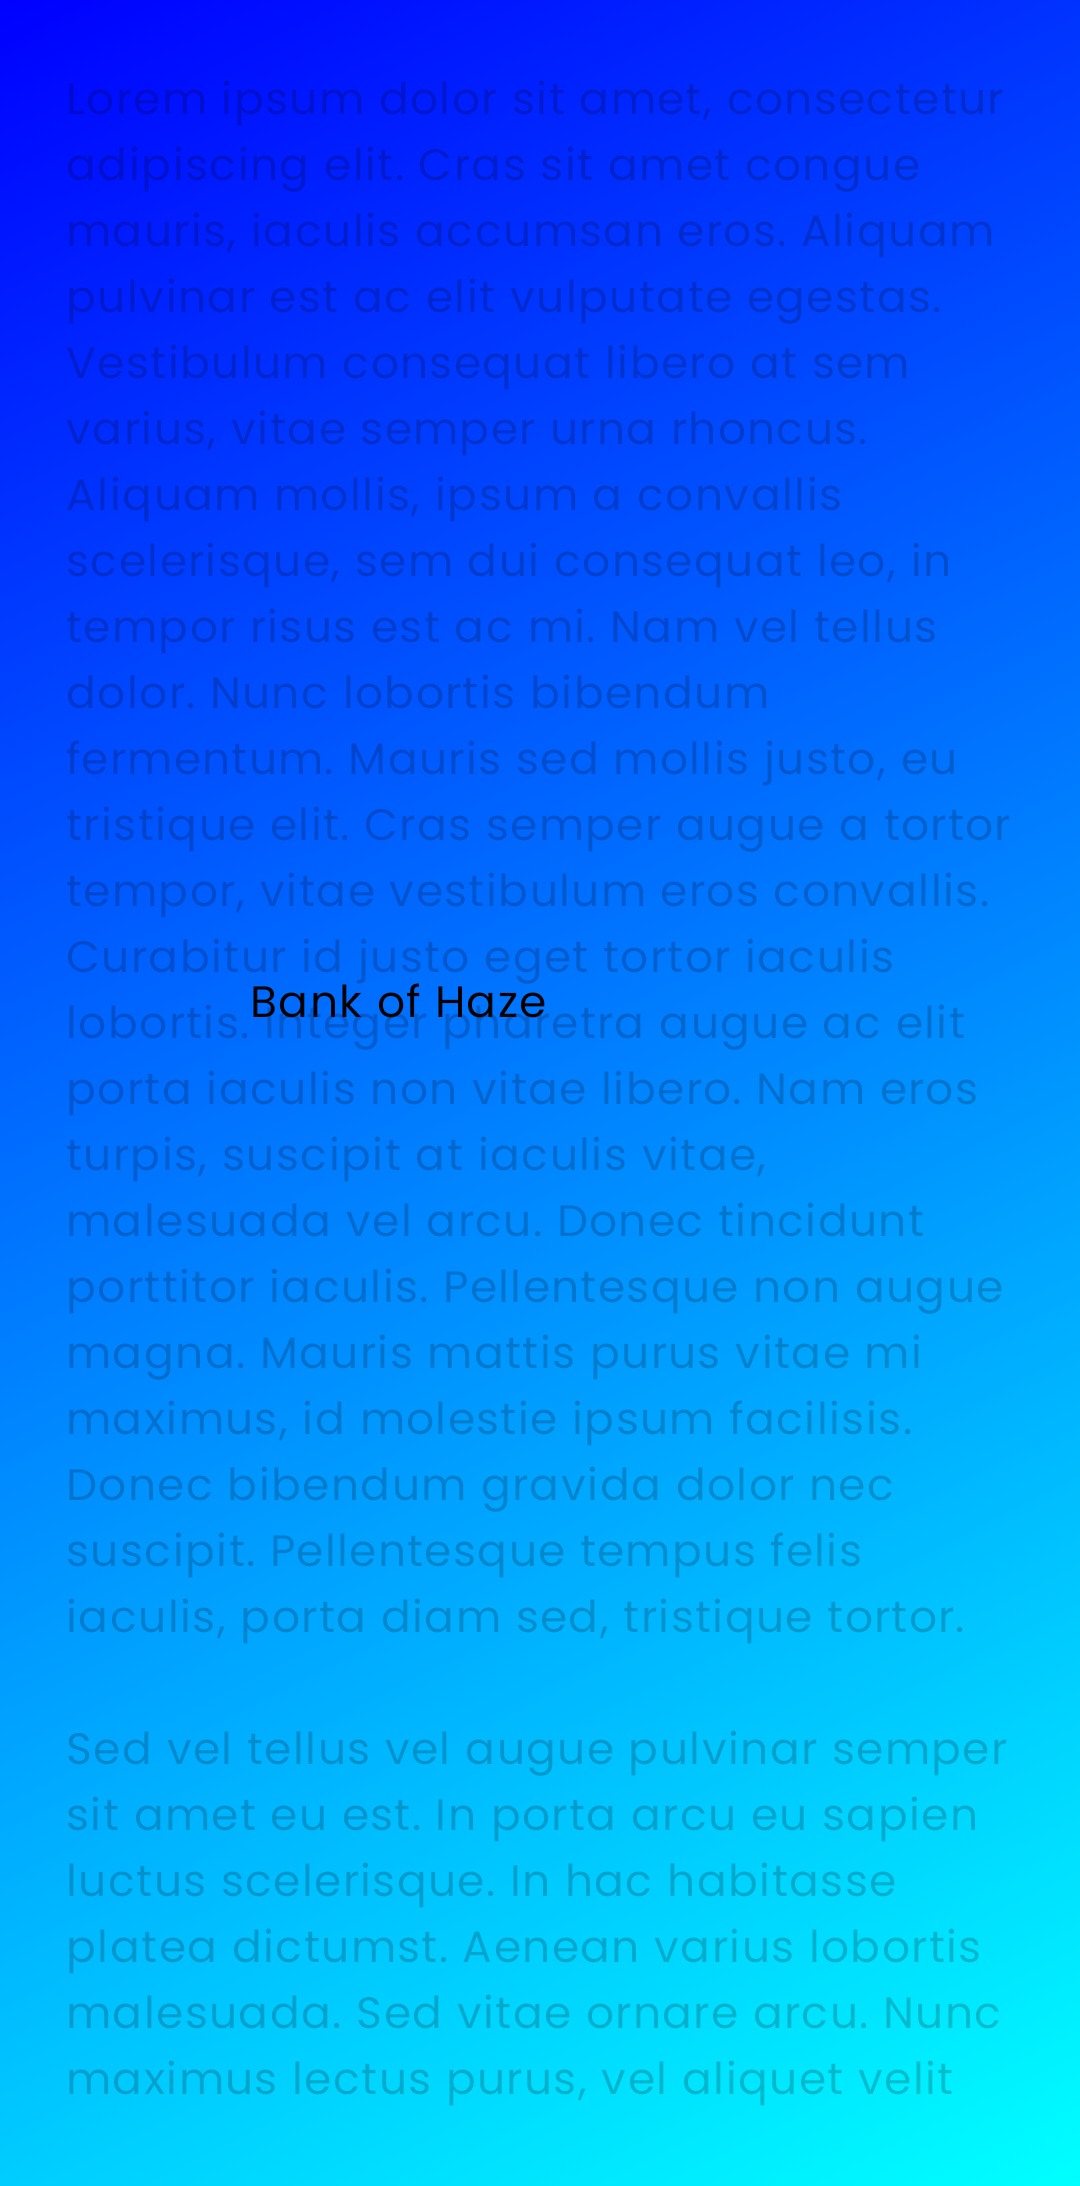 Lorem ipsum dolor sit amet, consectetur
adipiscing elit. Cras sit amet congue
mauris, iaculis accumsan eros. Aliquam
pulvinar est ac elit vulputate egestas.
Vestibulum consequat libero at sem
varius, vitae semper urna rhoncus.
Aliquam mollis, ipsum a convallis
scelerisque, sem dui consequat leo, in
tempor risus est ac mi. Nam vel tellus
dolor. Nunc lobortis bibendum
fermentum. Mauris sed mollis justo, eu
tristique elit. Cras semper augue a tortor
tempor, vitae vestibulum eros convallis.
Curabitur id justo eget tortor iaculis
Bank of Haze
lobortis. Integer pharetra augue ac elit
porta iaculis non vitae libero. Nam eros
turpis, suscipit at iaculis vitae,
malesuada vel arcu. Donec tincidunt
porttitor iaculis. Pellentesque non augue
magna. Mauris mattis purus vitae mi
maximus, id molestie ipsum facilisis.
Donec bibendum gravida dolor nec
suscipit. Pellentesque tempus felis
iaculis, porta diam sed, tristique tortor.
Sed vel tellus vel augue pulvinar semper
sit amet eu est. In porta arcu eu sapien
luctus scelerisque. In hac habitasse
platea dictumst. Aenean varius lobortis
malesuada. Sed vitae ornare arcu. Nunc
maximus lectus purus, vel aliquet velit